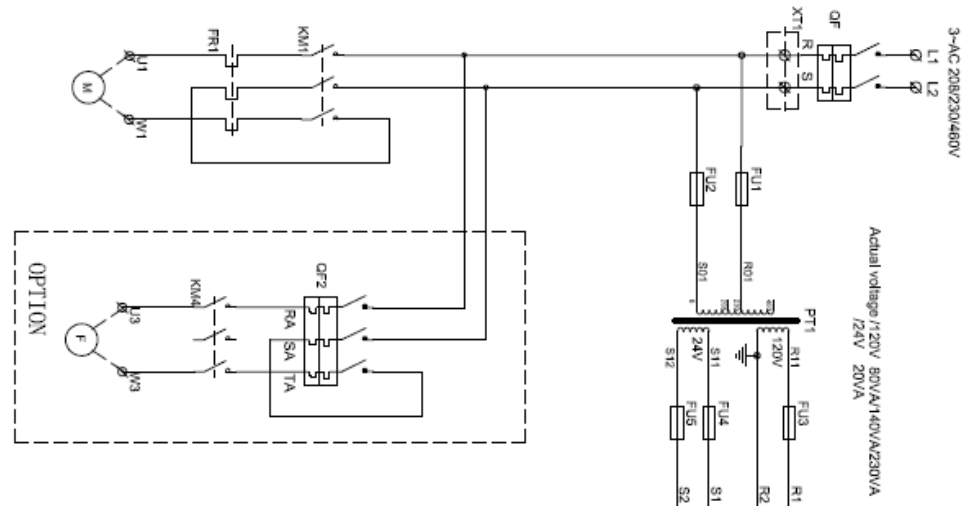 3~AC 208/230/460V
L1
L2
QF
XT1
R
S
KM1
FR1
U1
W1
M
FU1
FU2
R01
S01
Actual voltage /120V 80VA/140VA/230VA
/24V 20VA
PT1
0
460
120V
24V
R11
S11
S12
FU3
FU4
FU5
R1
R2
S1
S2
OPTION
QF2
RA
SA
TA
KM4
U3
W3
F